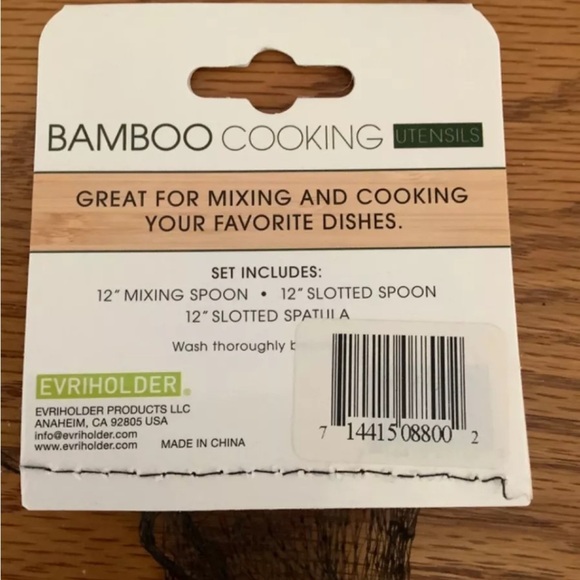 BAMBOO COOKING UTENSILS
GREAT FOR MIXING AND COOKING
YOUR FAVORITE DISHES.
SET INCLUDES:
12" MIXING SPOON • 12" SLOTTED SPOON
12" SLOTTED SPATULA
Wash thoroughly
EVRIHOLDER®
EVRIHOLDER PRODUCTS LLC
ANAHEIM, CA 92805 USA
info@evriholder.com
www.evriholder.com
MADE IN CHINA
7 14415 08800 2